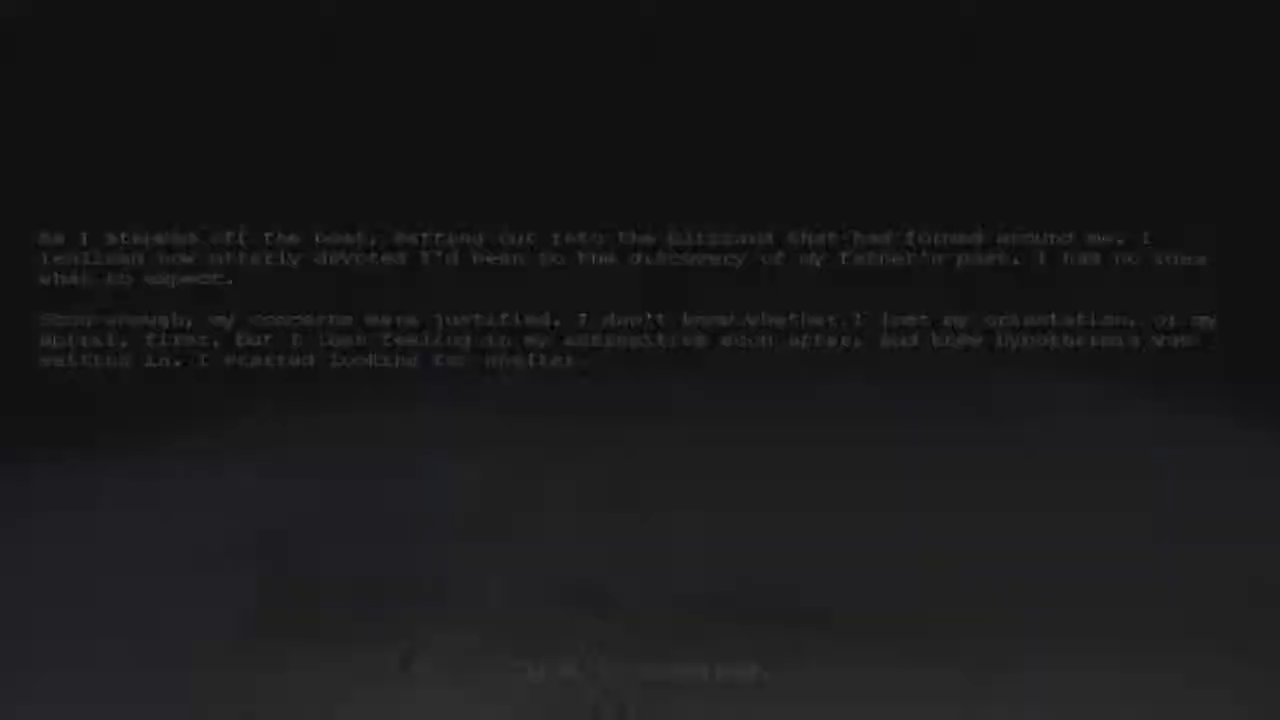 As I stepped off the boat, setting out into the blizzard that had formed around me, I
realized how utterly devoted I'd been to the discovery of my father's past. I had no idea
what to expect.
Soon enough, my concerns were justified. I don't know whether I lost my orientation, or my
spirit, first, but I lost feeling in my extremities soon after, and knew hypothermia was
setting in. I started looking for shelter